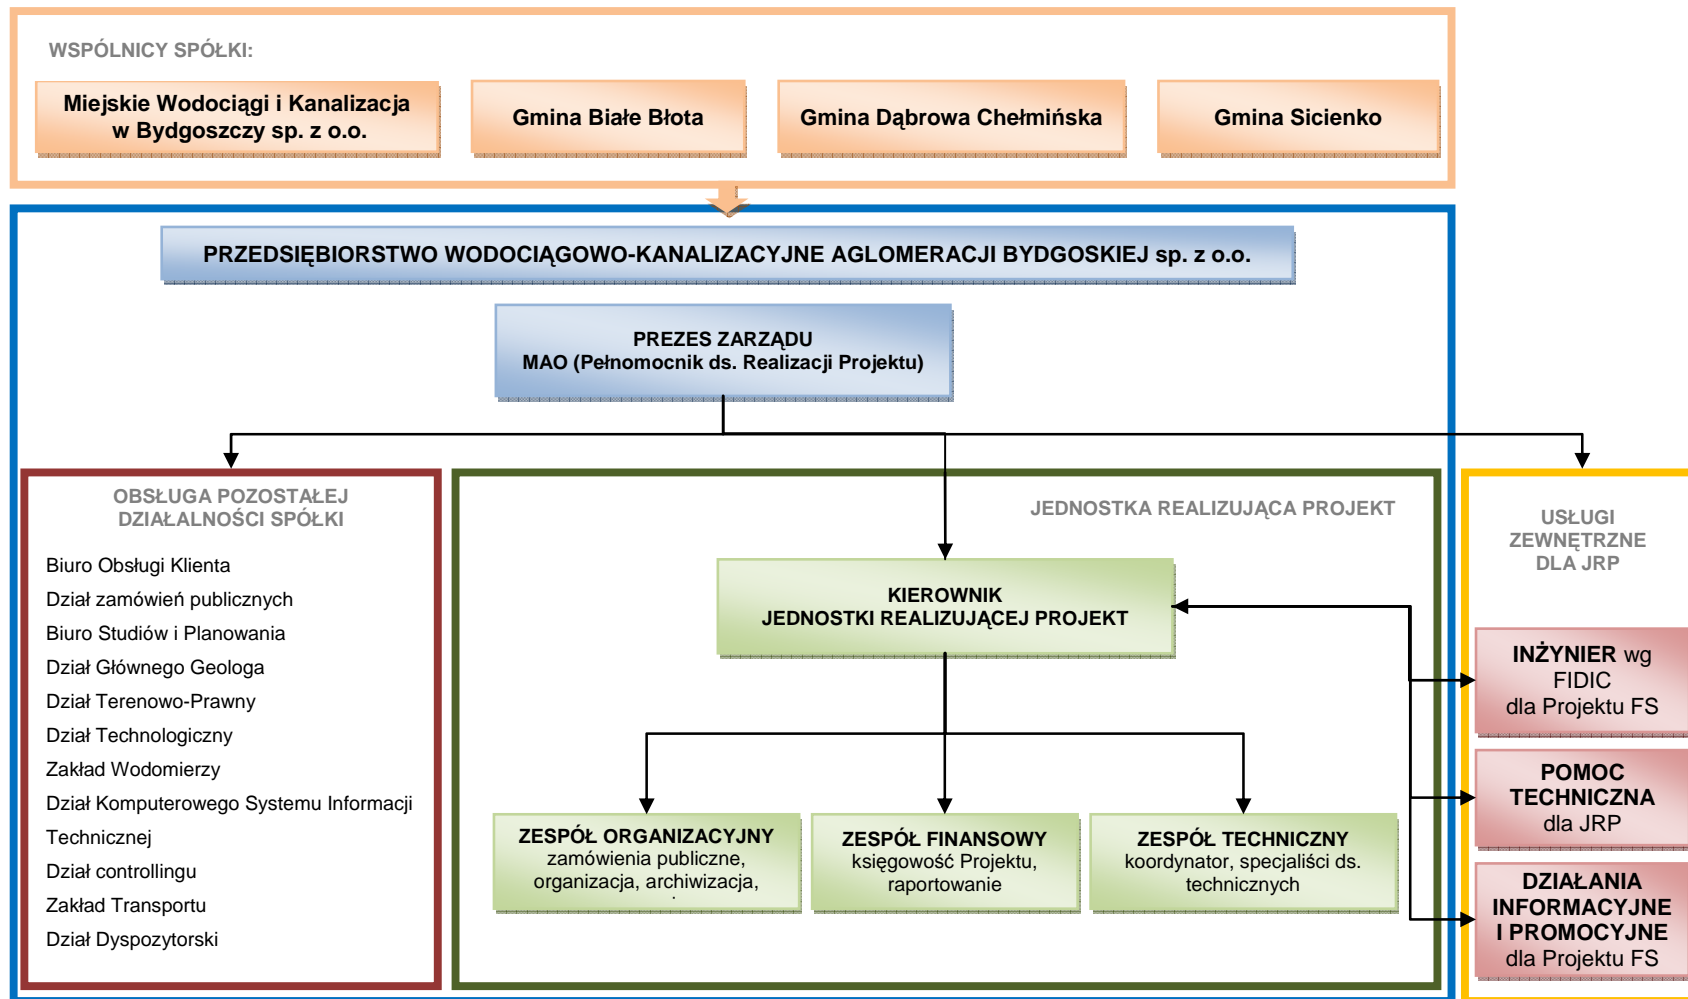 WSPÓLNICY SPÓŁKI:
Miejskie Wodociągi i Kanalizacja
w Bydgoszczy sp. z o.o.
Gmina Białe Błota
Gmina Dąbrowa Chełmińska
Gmina Sicienko
PRZEDSIĘBIORSTWO WODOCIĄGOWO-KANALIZACYJNE AGLOMERACJI BYDGOSKIEJ sp. z o.o.
PREZES ZARZĄDU
MAO (Pełnomocnik ds. Realizacji Projektu)
OBSŁUGA POZOSTAŁEJ
DZIAŁALNOŚCI SPÓŁKI
Biuro Obsługi Klienta
Dział zamówień publicznych
Biuro Studiów i Planowania
Dział Głównego Geologa
Dział Terenowo-Prawny
Dział Technologiczny
Zakład Wodomierzy
Dział Komputerowego Systemu Informacji
Technicznej
Dział controllingu
Zakład Transportu
Dział Dyspozytorski
JEDNOSTKA REALIZUJĄCA PROJEKT
KIEROWNIK
JEDNOSTKI REALIZUJĄCEJ PROJEKT
ZESPÓŁ ORGANIZACYJNY
zamówienia publiczne,
organizacja, archiwizacja,
ZESPÓŁ FINANSOWY
księgowość Projektu,
raportowanie
ZESPÓŁ TECHNICZNY
koordynator, specjaliści ds.
technicznych
USŁUGI
ZEWNĘTRZNE
DLA JRP
INŻYNIER wg
FIDIC
dla Projektu FS
POMOC
TECHNICZNA
dla JRP
DZIAŁANIA
INFORMACYJNE
I PROMOCYJNE
dla Projektu FS